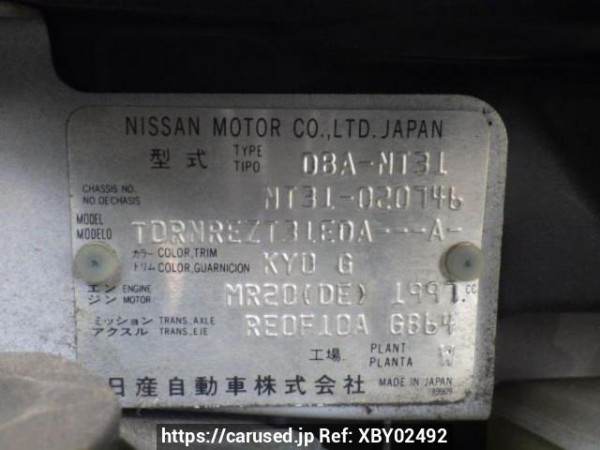 NISSAN MOTOR CO.,LTD.JAPAN
型式 TYPE TIPO DBA-NT31
CHASSIS NO. NO.DECHASIS NT31-020746
MODEL MODELO TDRNREZT31EDA---A-
カラー COLOR,TRIM トリム COLOR,GUARNICION KY0 G
エンジン ENGINE MOTOR MR20(DE) 1997 CC
ミッション TRANS,AXLE アクスル TRANS,EJE RE0F10A GB64
工場 PLANT PLANTA W
日産自動車株式会社 MADE IN JAPAN
https://carused.jp Ref: XBY02492